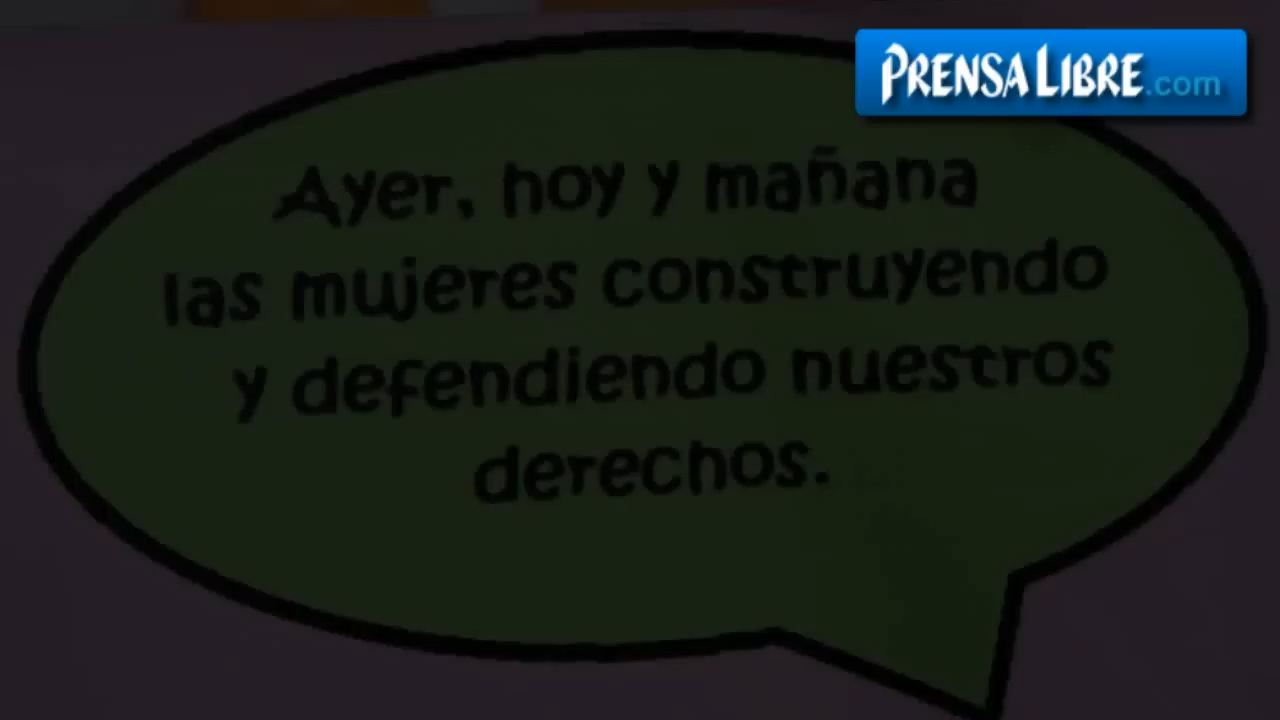 PRENSA LIBRE.com
Ayer, hoy y mañana
las mujeres construyendo
y defendiendo nuestros
derechos.